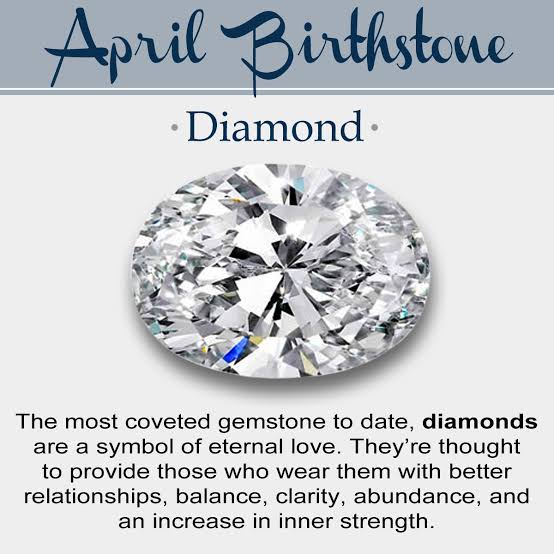 April Birthstone
· Diamond ·
The most coveted gemstone to date, diamonds
are a symbol of eternal love. They’re thought
to provide those who wear them with better
relationships, balance, clarity, abundance, and
an increase in inner strength.